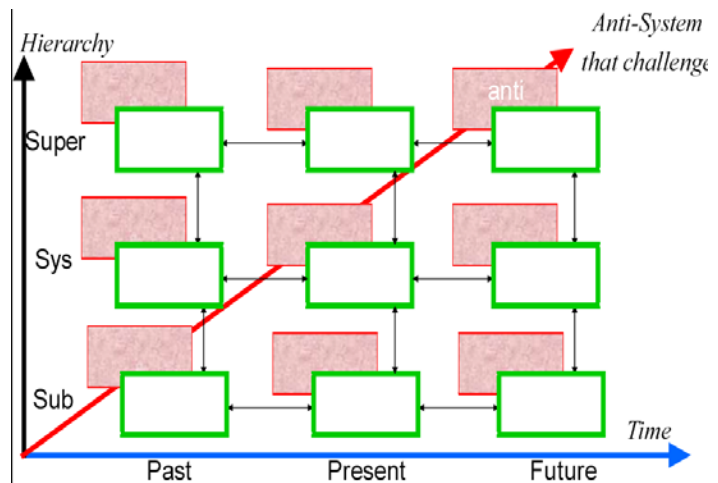 Hierarchy
Anti-System
that challenge
anti
Super
Sys
Sub
Time
Past
Present
Future